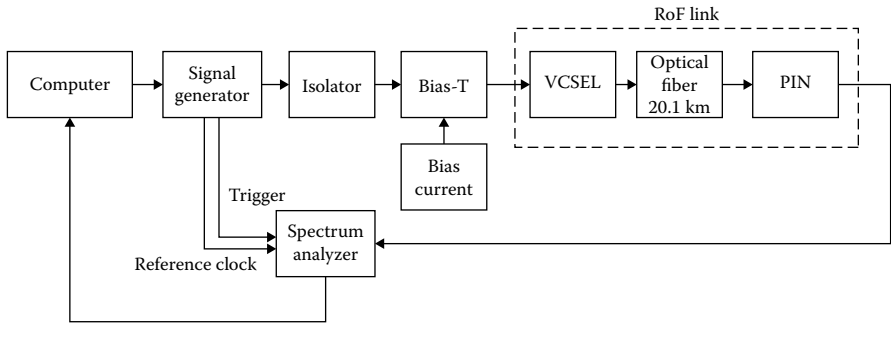 RoF link
Computer
Signal
generator
Isolator
Bias-T
VCSEL
Optical
fiber
20.1 km
PIN
Bias
current
Trigger
Reference clock
Spectrum
analyzer